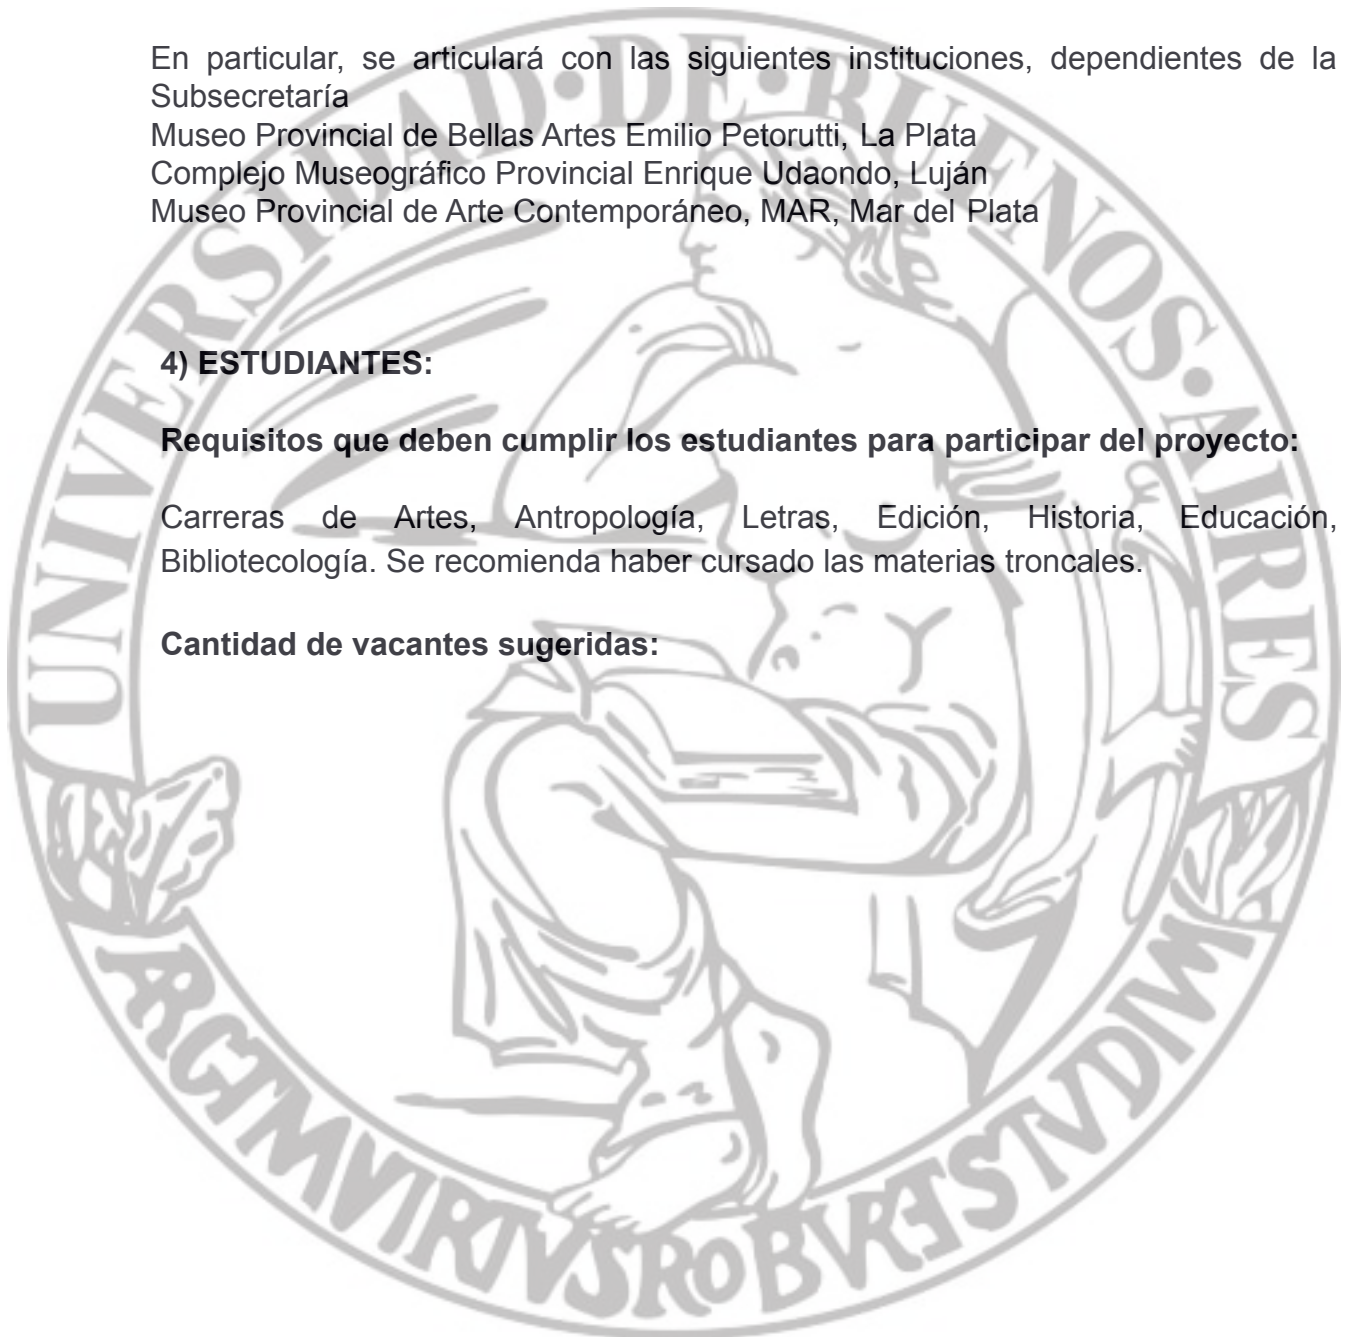 En particular, se articulará con las siguientes instituciones, dependientes de la
Subsecretaría
Museo Provincial de Bellas Artes Emilio Petorutti, La Plata
Complejo Museográfico Provincial Enrique Udaondo, Luján
Museo Provincial de Arte Contemporáneo, MAR, Mar del Plata
4) ESTUDIANTES:
Requisitos que deben cumplir los estudiantes para participar del proyecto:
Carreras de Artes, Antropología, Letras, Edición, Historia, Educación,
Bibliotecología. Se recomienda haber cursado las materias troncales.
Cantidad de vacantes sugeridas:
UNIVERSIDAD·DE·BUENOS·AIRES
ARGTMVIRTVSROBVRETSTVDIVM